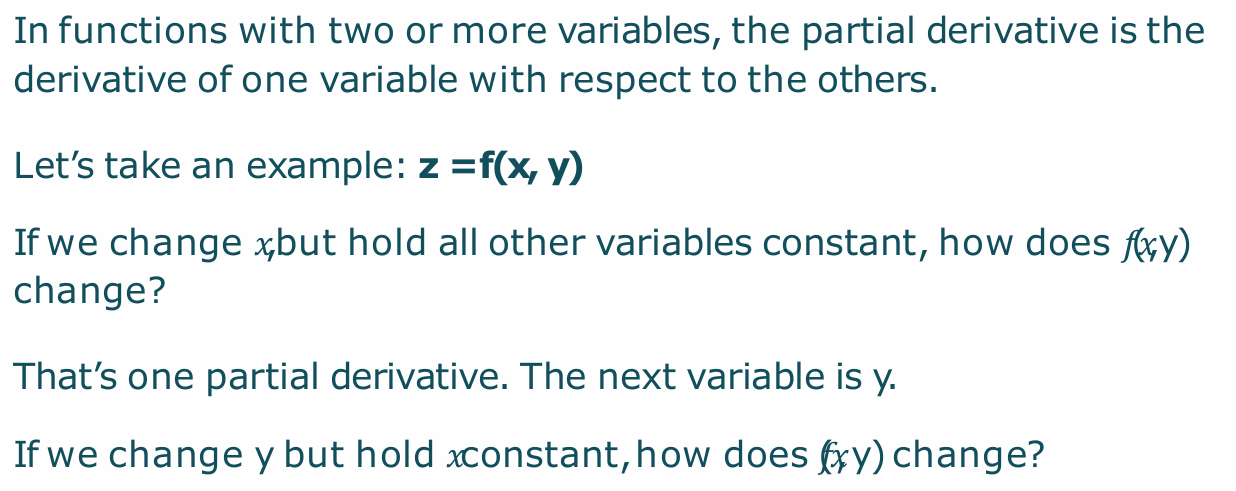 In functions with two or more variables, the partial derivative is the
derivative of one variable with respect to the others.
Let’s take an example: z =f(x, y)
If we change x,but hold all other variables constant, how does f(x,y)
change?
That’s one partial derivative. The next variable is y.
If we change y but hold xconstant,how does f(x,y) change?